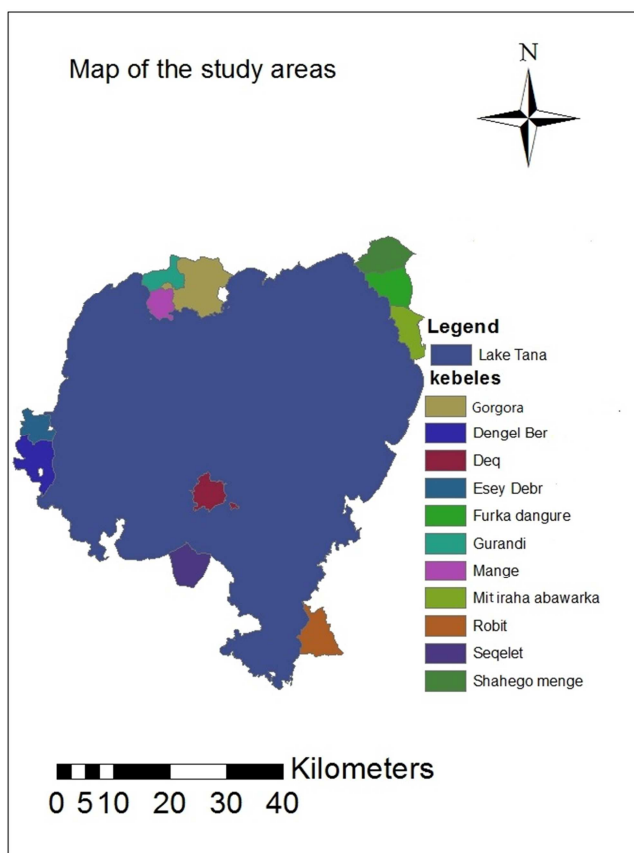 Map of the study areas
N
Legend
Lake Tana
kebeles
Gorgora
Dengel Ber
Deq
Esey Debr
Furka dangure
Gurandi
Mange
Mit iraha abawarka
Robit
Seqelet
Shahego menge
Kilometers
0 5 10 20 30 40